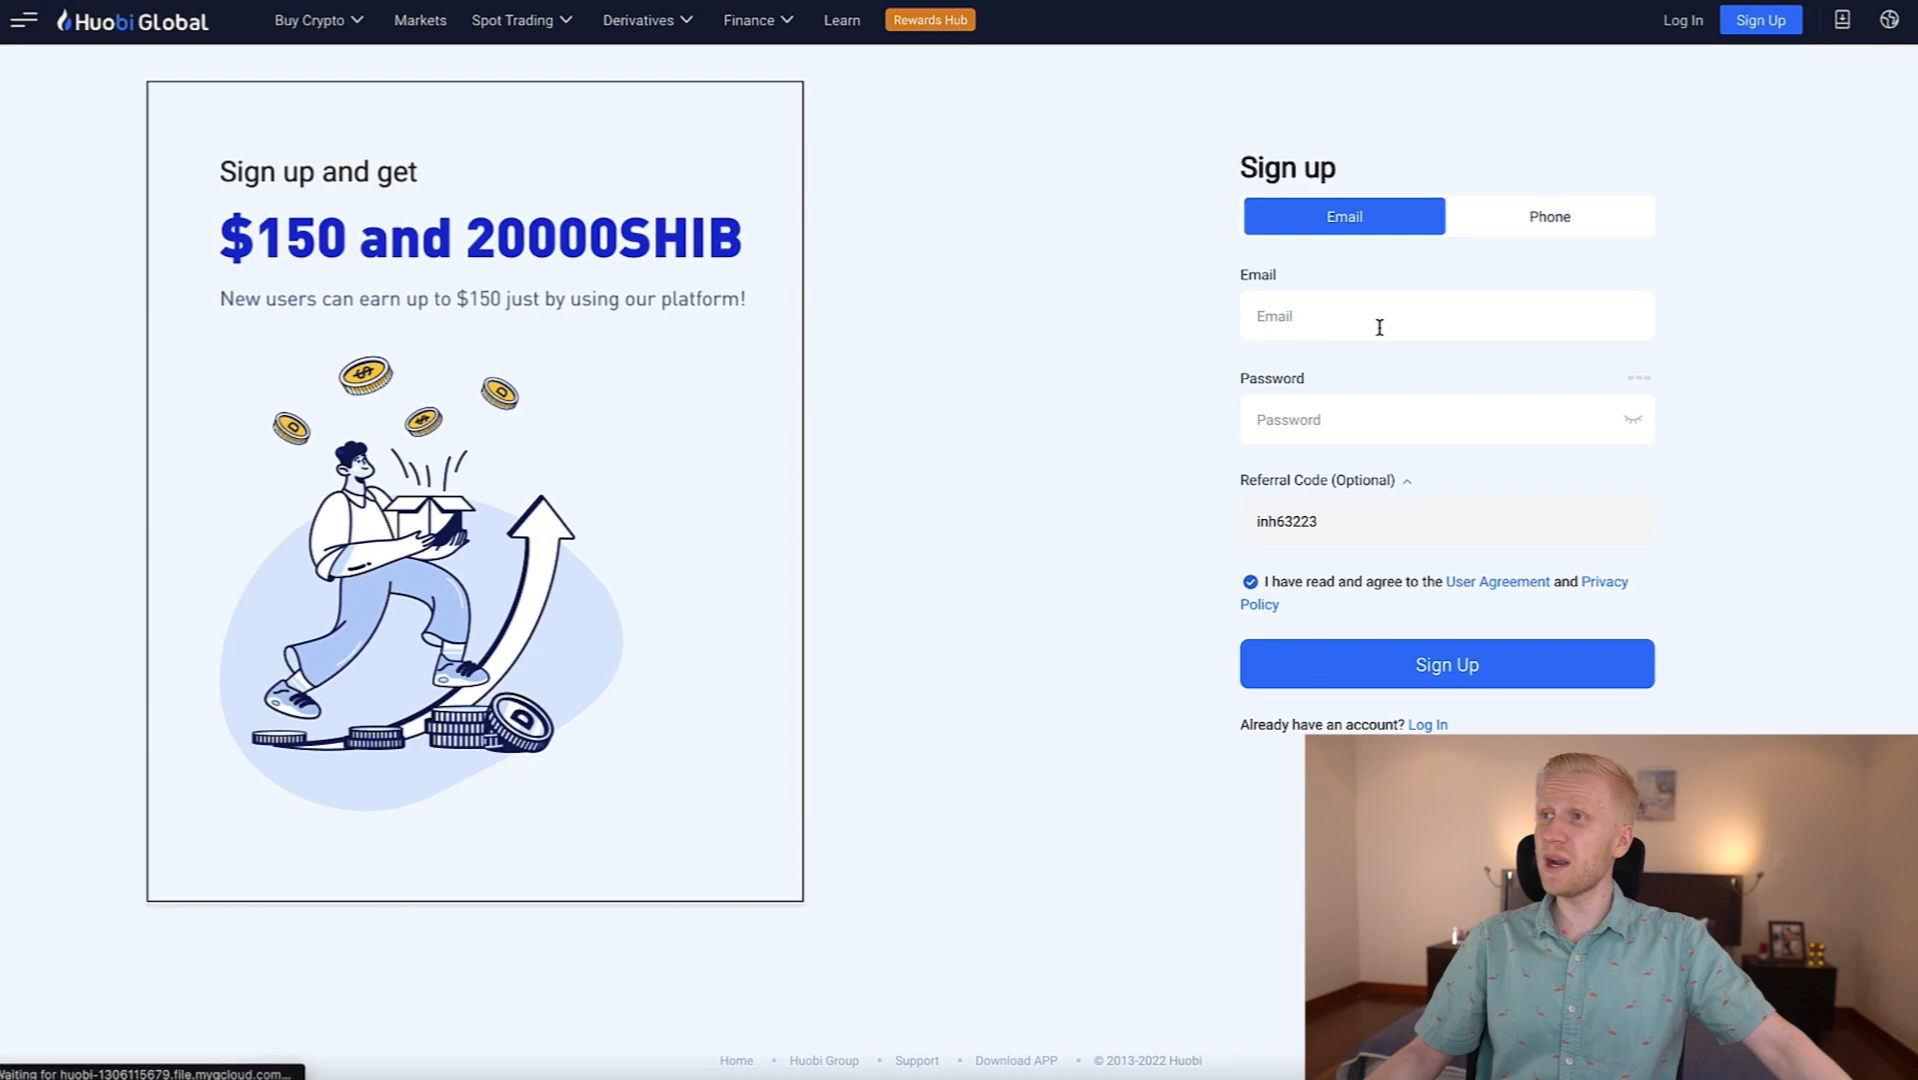 Huobi Global
Buy Crypto
Markets
Spot Trading
Derivatives
Finance
Learn
Rewards Hub
Log In
Sign Up
Sign up and get
$150 and 20000SHIB
New users can earn up to $150 just by using our platform!
Sign up
Email
Phone
Email
Email
Password
Password
Referral Code (Optional)
inh63223
I have read and agree to the User Agreement and Privacy
Policy
Sign Up
Already have an account? Log In
Home • Huobi Group • Support • Download APP • © 2013-2022 Huobi
Waiting for huobi-1306115679.file.myqcloud.com...